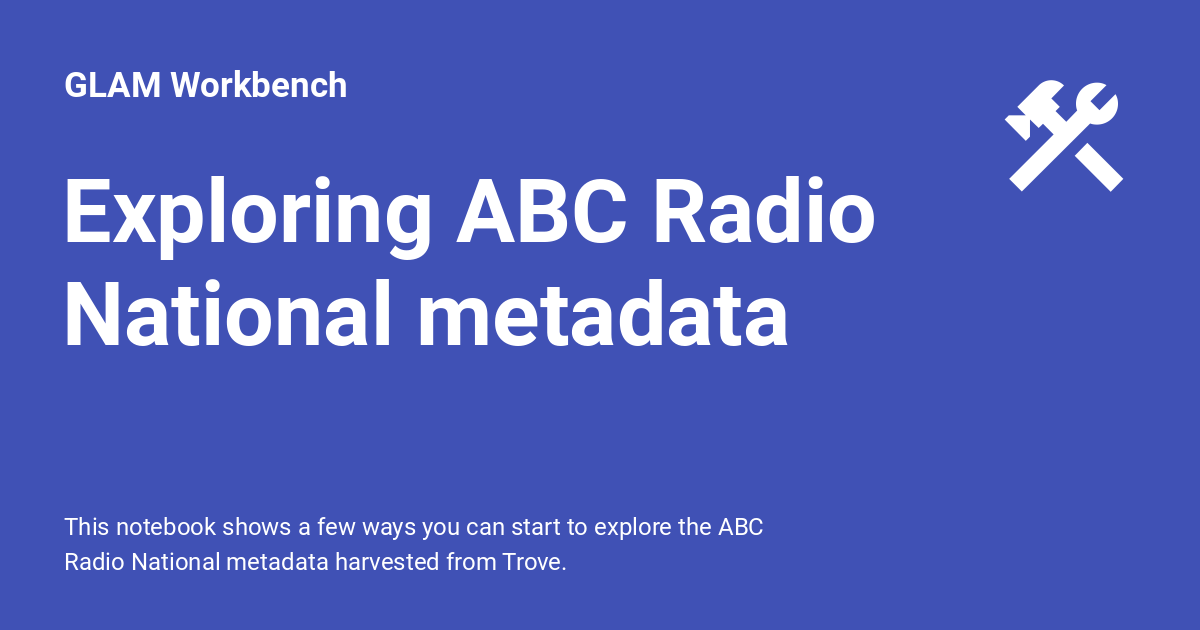 GLAM Workbench
Exploring ABC Radio
National metadata
This notebook shows a few ways you can start to explore the ABC
Radio National metadata harvested from Trove.